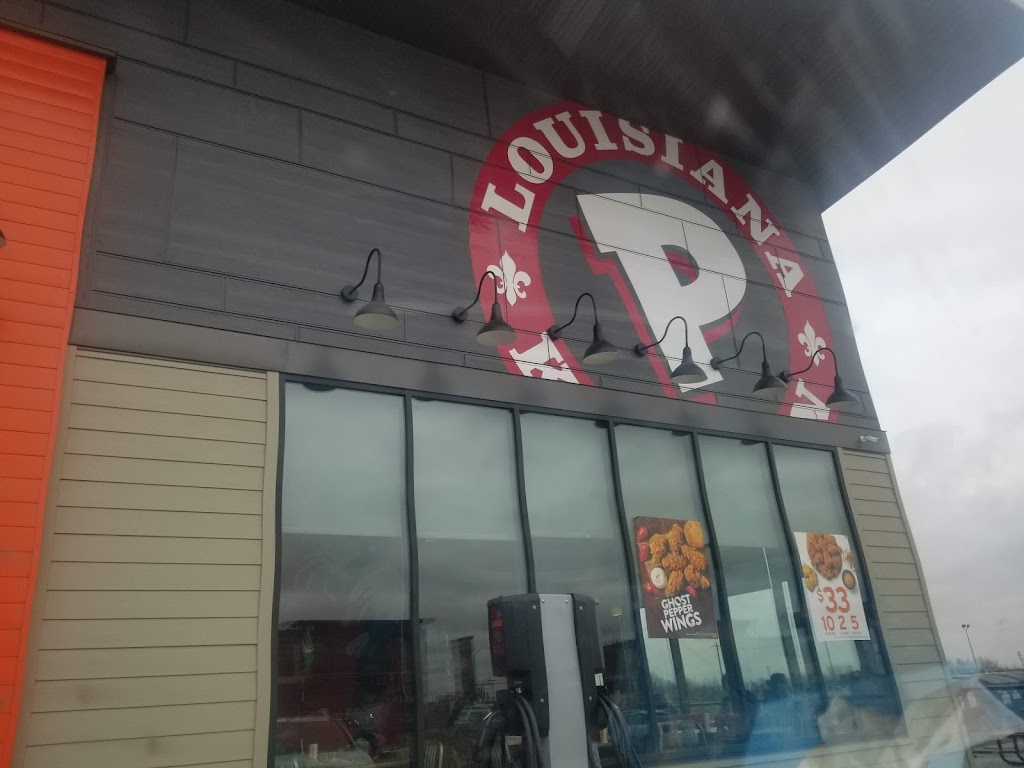 LOUISIANA
P
GHOST
PEPPER
WINGS
$33
10 2 5